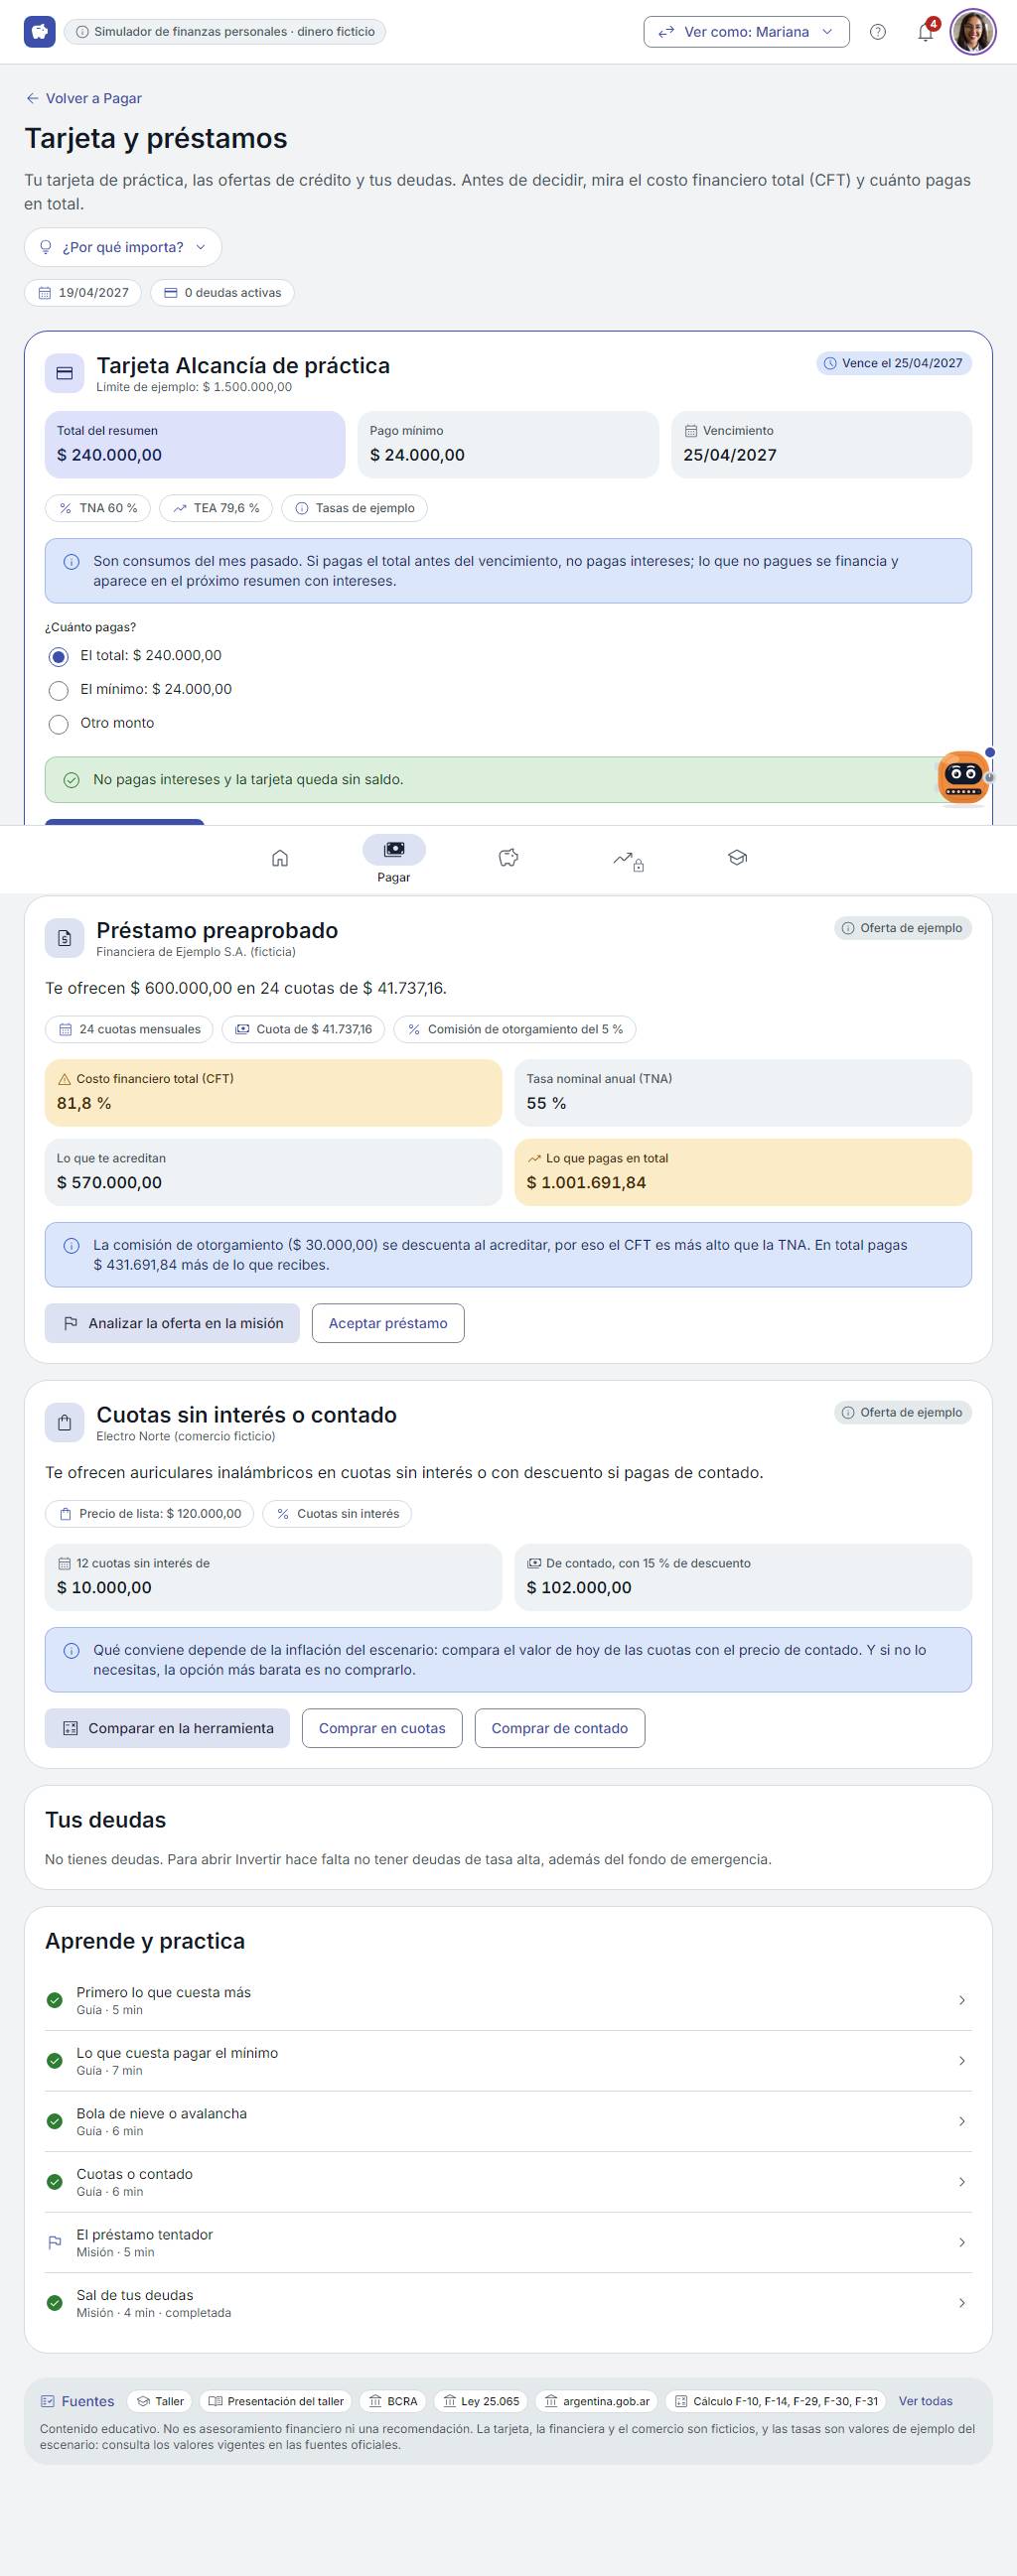 Simulador de finanzas personales · dinero ficticio
Ver como: Mariana
4
Volver a Pagar
Tarjeta y préstamos
Tu tarjeta de práctica, las ofertas de crédito y tus deudas. Antes de decidir, mira el costo financiero total (CFT) y cuánto pagas
en total.
¿Por qué importa?
19/04/2027
0 deudas activas
Tarjeta Alcancía de práctica
Límite de ejemplo: $ 1.500.000,00
Vence el 25/04/2027
Total del resumen
$ 240.000,00
Pago mínimo
$ 24.000,00
Vencimiento
25/04/2027
TNA 60 %
TEA 79,6 %
Tasas de ejemplo
Son consumos del mes pasado. Si pagas el total antes del vencimiento, no pagas intereses; lo que no pagues se financia y
aparece en el próximo resumen con intereses.
¿Cuánto pagas?
El total: $ 240.000,00
El mínimo: $ 24.000,00
Otro monto
No pagas intereses y la tarjeta queda sin saldo.
Pagar
Préstamo preaprobado
Financiera de Ejemplo S.A. (ficticia)
Oferta de ejemplo
Te ofrecen $ 600.000,00 en 24 cuotas de $ 41.737,16.
24 cuotas mensuales
Cuota de $ 41.737,16
Comisión de otorgamiento del 5 %
Costo financiero total (CFT)
81,8 %
Tasa nominal anual (TNA)
55 %
Lo que te acreditan
$ 570.000,00
Lo que pagas en total
$ 1.001.691,84
La comisión de otorgamiento ($ 30.000,00) se descuenta al acreditar, por eso el CFT es más alto que la TNA. En total pagas
$ 431.691,84 más de lo que recibes.
Analizar la oferta en la misión
Aceptar préstamo
Cuotas sin interés o contado
Electro Norte (comercio ficticio)
Oferta de ejemplo
Te ofrecen auriculares inalámbricos en cuotas sin interés o con descuento si pagas de contado.
Precio de lista: $ 120.000,00
Cuotas sin interés
12 cuotas sin interés de
$ 10.000,00
De contado, con 15 % de descuento
$ 102.000,00
Qué conviene depende de la inflación del escenario: compara el valor de hoy de las cuotas con el precio de contado. Y si no lo
necesitas, la opción más barata es no comprarlo.
Comparar en la herramienta
Comprar en cuotas
Comprar de contado
Tus deudas
No tienes deudas. Para abrir Invertir hace falta no tener deudas de tasa alta, además del fondo de emergencia.
Aprende y practica
Primero lo que cuesta más
Guía · 5 min
Lo que cuesta pagar el mínimo
Guía · 7 min
Bola de nieve o avalancha
Guía · 6 min
Cuotas o contado
Guía · 6 min
El préstamo tentador
Misión · 5 min
Sal de tus deudas
Misión · 4 min · completada
Fuentes
Taller
Presentación del taller
BCRA
Ley 25.065
argentina.gob.ar
Cálculo F-10, F-14, F-29, F-30, F-31
Ver todas
Contenido educativo. No es asesoramiento financiero ni una recomendación. La tarjeta, la financiera y el comercio son ficticios, y las tasas son valores de ejemplo del
escenario: consulta los valores vigentes en las fuentes oficiales.